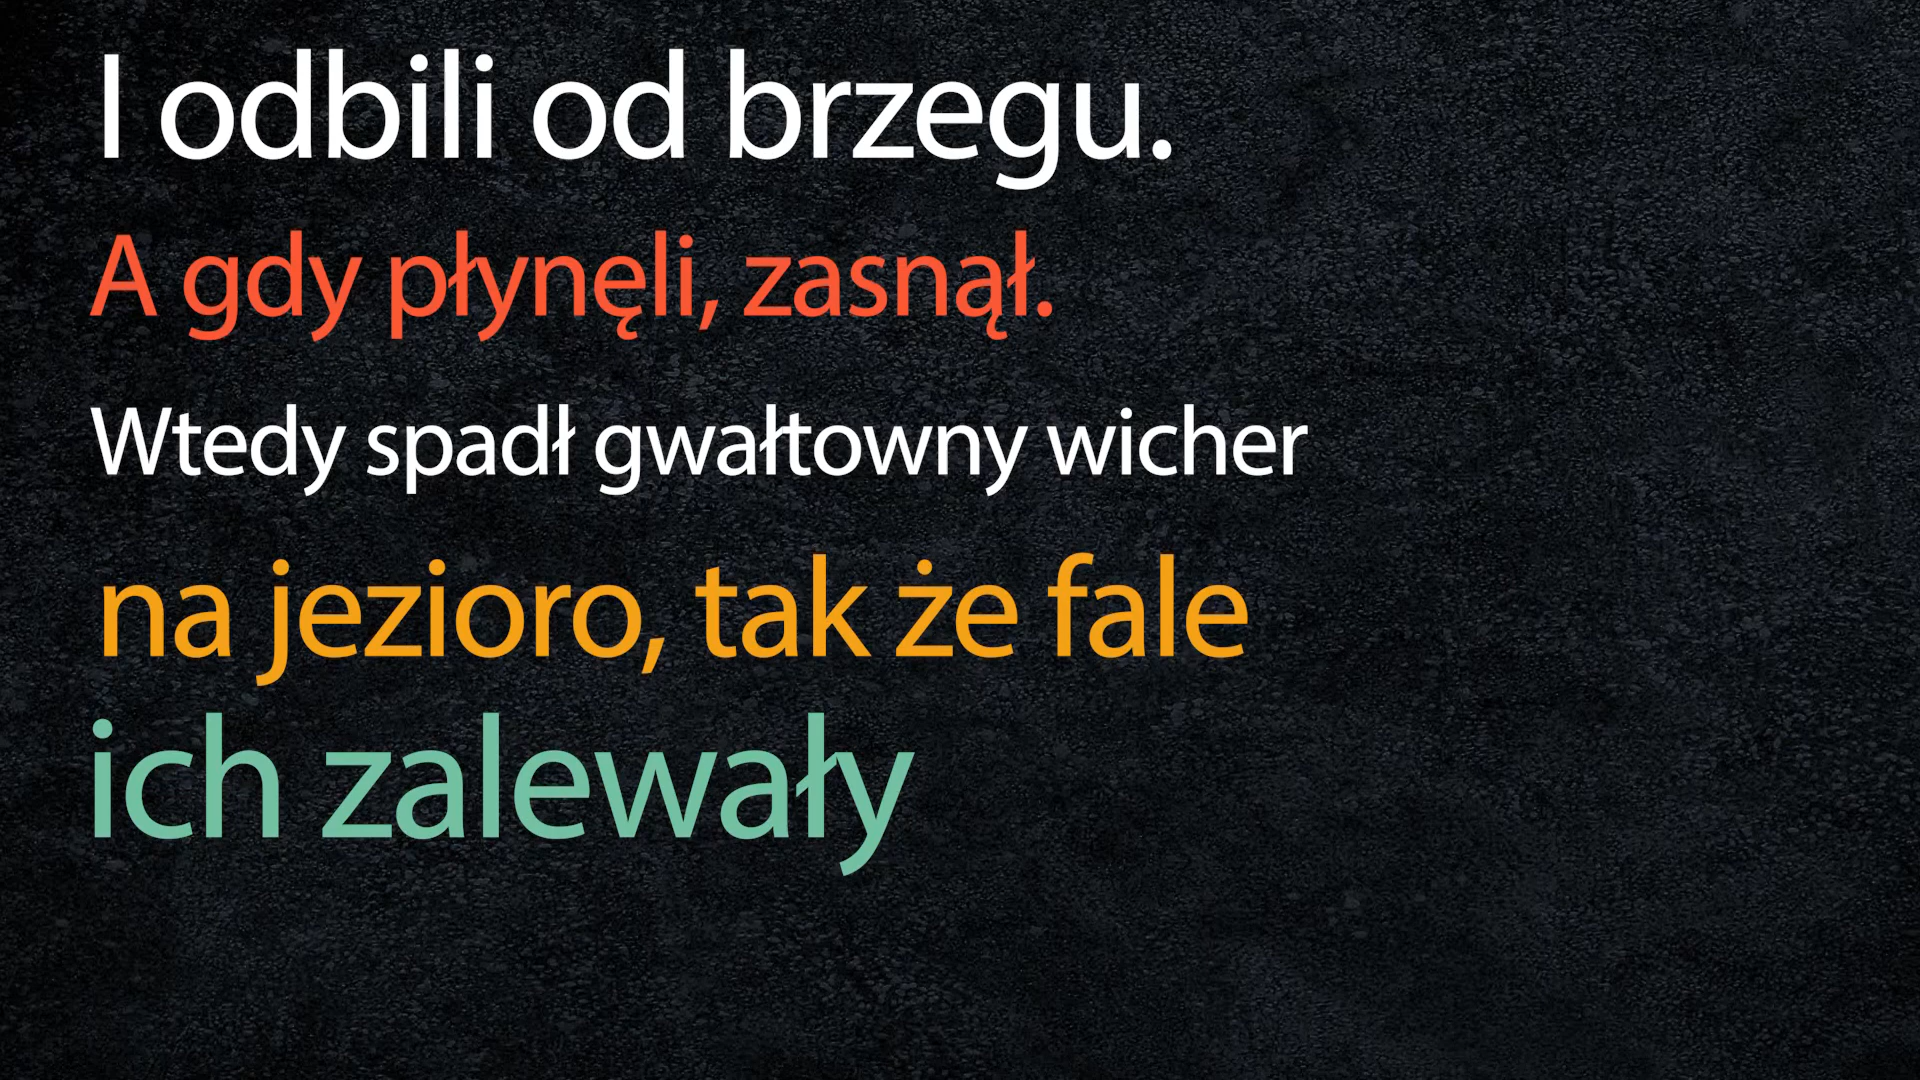 I odbili od brzegu.
A gdy płynęli, zasnął.
Wtedy spadł gwałtowny wicher
na jezioro, tak że fale
ich zalewały